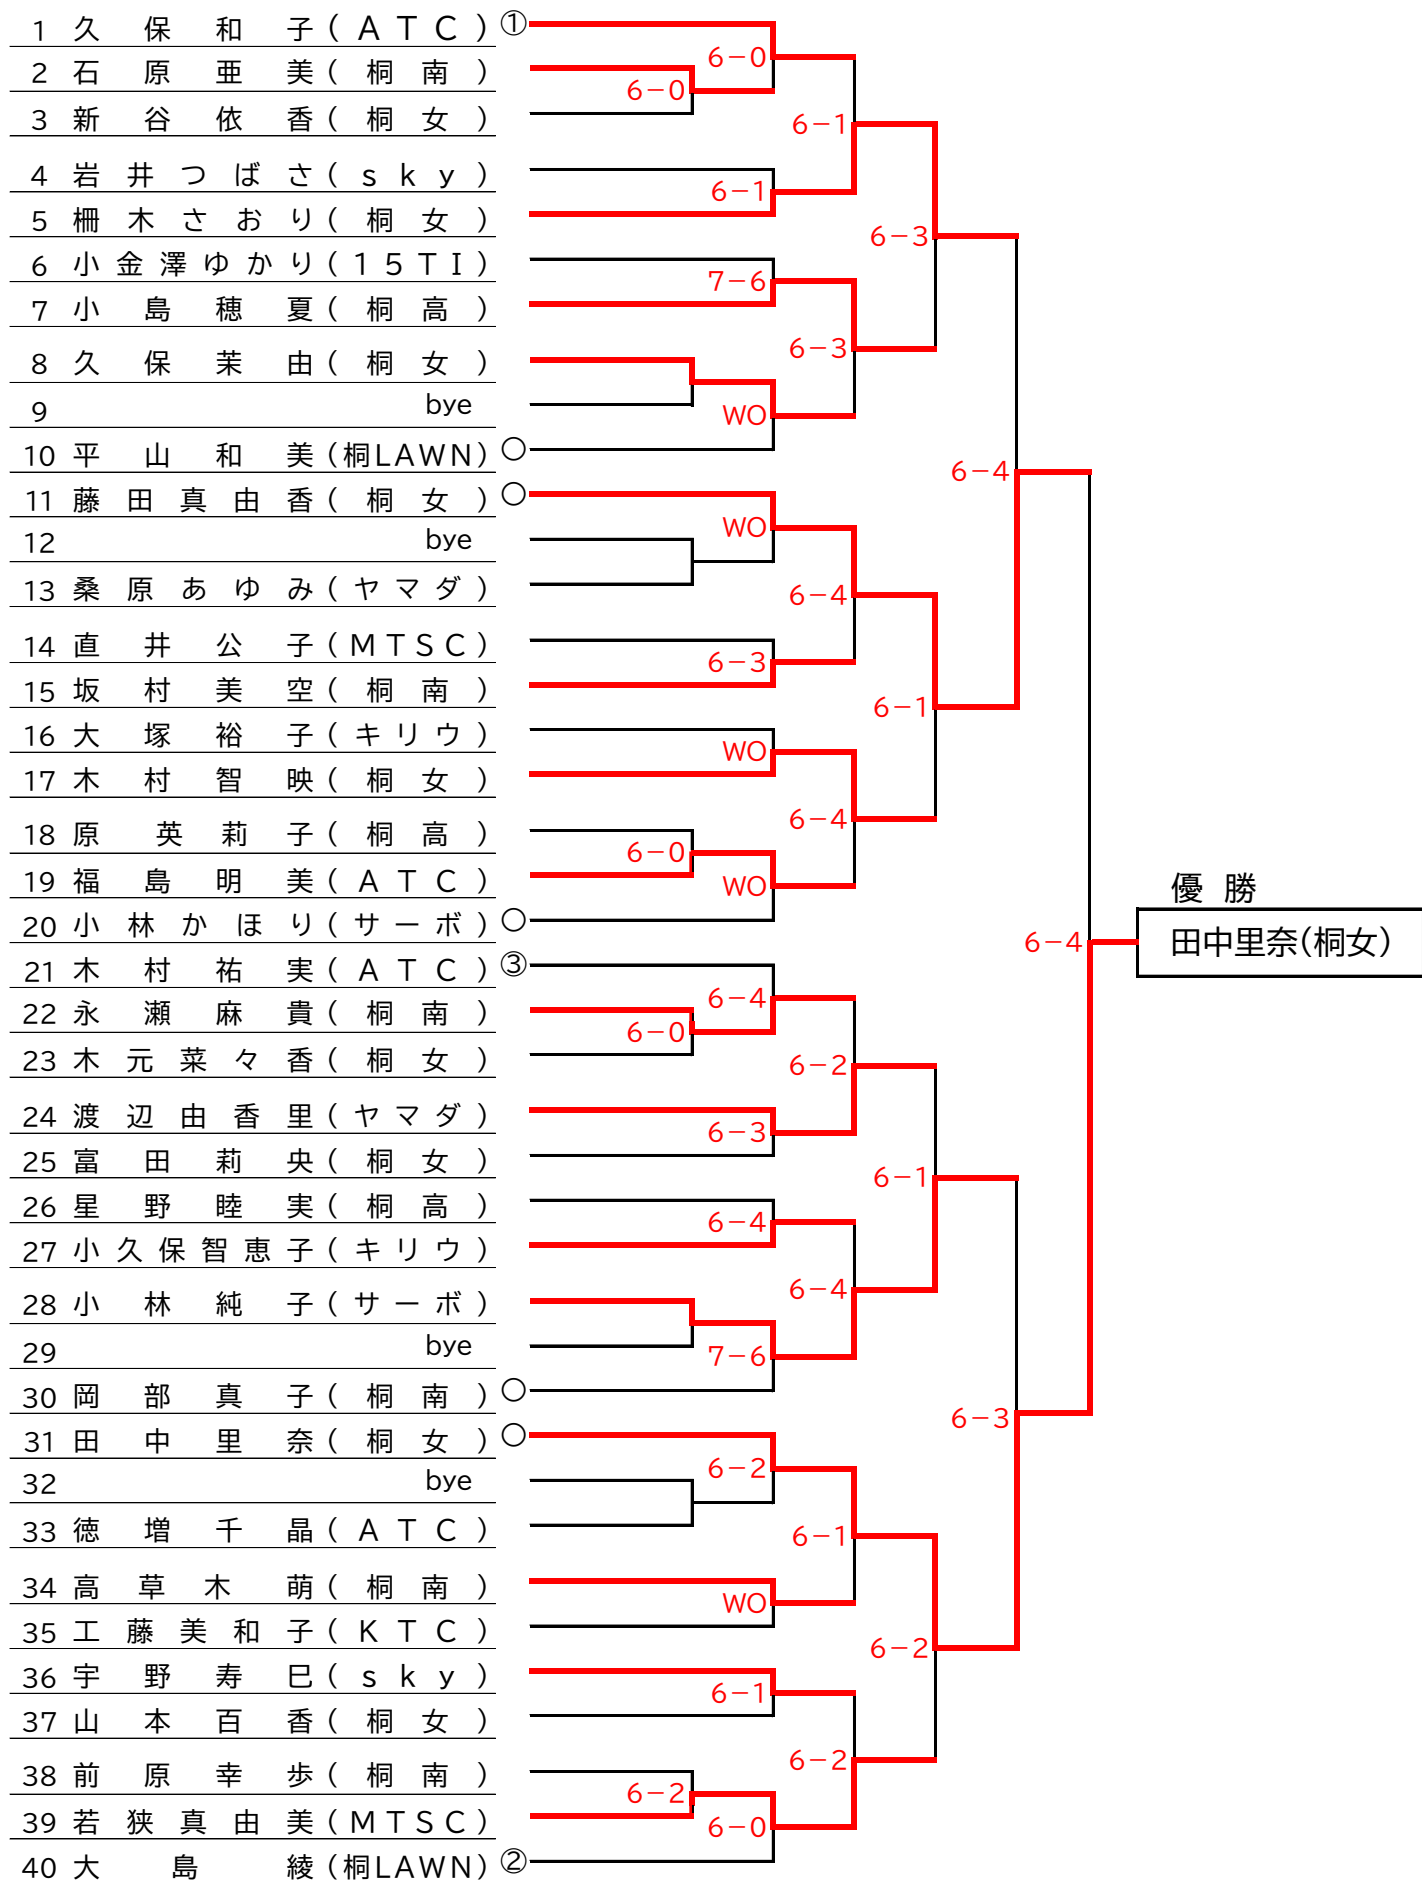 1 久保和子(ATC) ①
6-0
2 石原亜美(桐南)
6-0
3 新谷依香(桐女)
6-1
4 岩井つばさ(sky)
6-1
5 柵木さおり(桐女)
6-3
6 小金澤ゆかり(15TI)
7-6
7 小島穂夏(桐高)
6-3
8 久保茉由(桐女)
9 bye
WO
10 平山和美(桐LAWN) ○
6-4
11 藤田真由香(桐女) ○
WO
12 bye
13 桑原あゆみ(ヤマダ)
6-4
14 直井公子(MTSC)
6-3
15 坂村美空(桐南)
6-1
16 大塚裕子(キリウ)
WO
17 木村智映(桐女)
6-4
18 原英莉子(桐高)
6-0
19 福島明美(ATC)
WO
優勝
20 小林かほり(サーボ) ○
6-4
田中里奈(桐女)
21 木村祐実(ATC) ③
6-4
22 永瀬麻貴(桐南)
6-0
23 木元菜々香(桐女)
6-2
24 渡辺由香里(ヤマダ)
6-3
25 富田莉央(桐女)
6-1
26 星野睦実(桐高)
6-4
27 小久保智恵子(キリウ)
6-4
28 小林純子(サーボ)
29 bye
7-6
30 岡部真子(桐南) ○
6-3
31 田中里奈(桐女) ○
6-2
32 bye
33 徳増千晶(ATC)
6-1
34 高草木萌(桐南)
WO
35 工藤美和子(KTC)
6-2
36 宇野寿巳(sky)
6-1
37 山本百香(桐女)
6-2
38 前原幸歩(桐南)
6-2
39 若狭真由美(MTSC)
6-0
40 大島綾(桐LAWN) ②